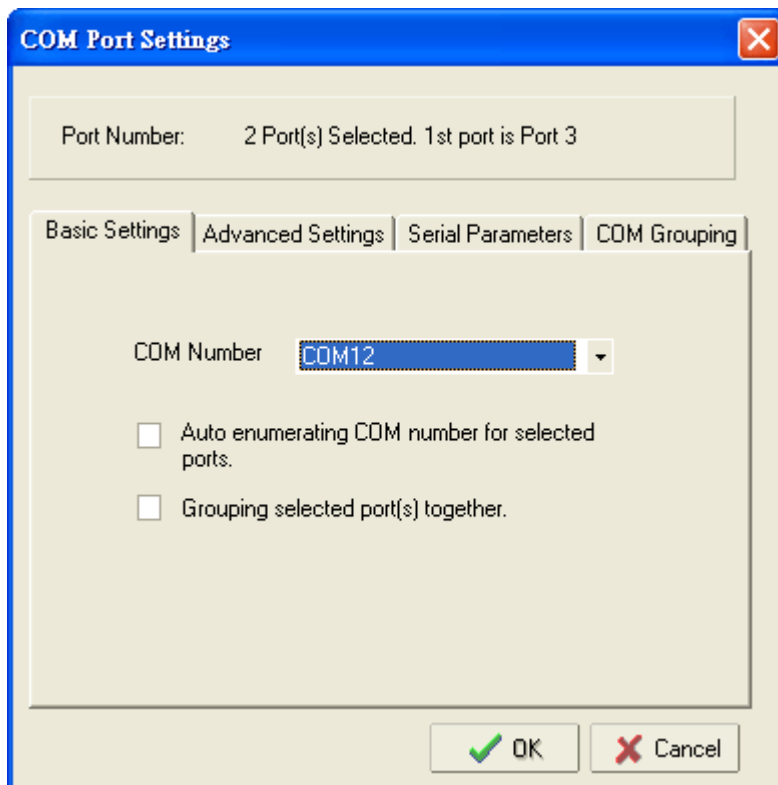 COM Port Settings
Port Number: 2 Port(s) Selected. 1st port is Port 3
Basic Settings Advanced Settings Serial Parameters COM Grouping
COM Number COM12
Auto enumerating COM number for selected
ports.
Grouping selected port(s) together.
OK Cancel